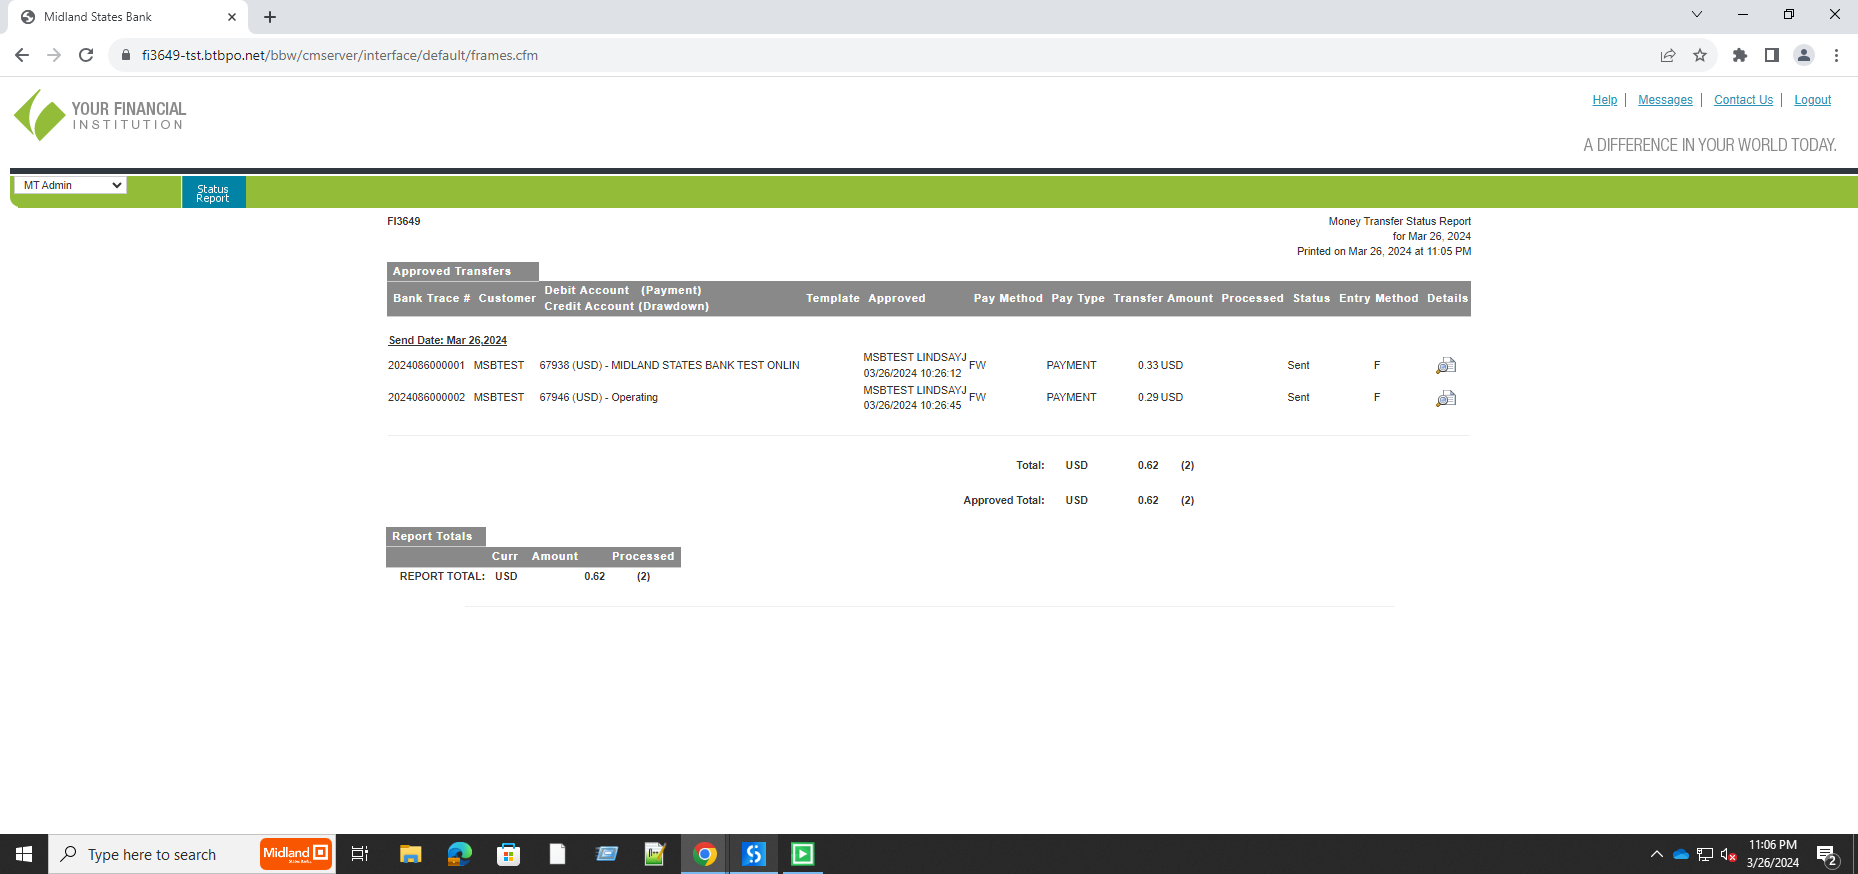 Midland States Bank
fi3649-tst.btbpo.net/bbw/cmserver/interface/default/frames.cfm
YOUR FINANCIAL
INSTITUTION
Help | Messages | Contact Us | Logout
A DIFFERENCE IN YOUR WORLD TODAY.
MT Admin
Status
Report
FI3649
Money Transfer Status Report
for Mar 26, 2024
Printed on Mar 26, 2024 at 11:05 PM
Approved Transfers
Bank Trace # Customer Debit Account (Payment) Template Approved Pay Method Pay Type Transfer Amount Processed Status Entry Method Details
Credit Account (Drawdown)
Send Date: Mar 26,2024
2024086000001 MSBTEST 67938 (USD) - MIDLAND STATES BANK TEST ONLIN MSBTEST LINDSAYJ FW PAYMENT 0.33 USD Sent F
03/26/2024 10:26:12
2024086000002 MSBTEST 67946 (USD) - Operating MSBTEST LINDSAYJ FW PAYMENT 0.29 USD Sent F
03/26/2024 10:26:45
Total: USD 0.62 (2)
Approved Total: USD 0.62 (2)
Report Totals
Curr Amount Processed
REPORT TOTAL: USD 0.62 (2)
Type here to search
Midland
11:06 PM
3/26/2024
2